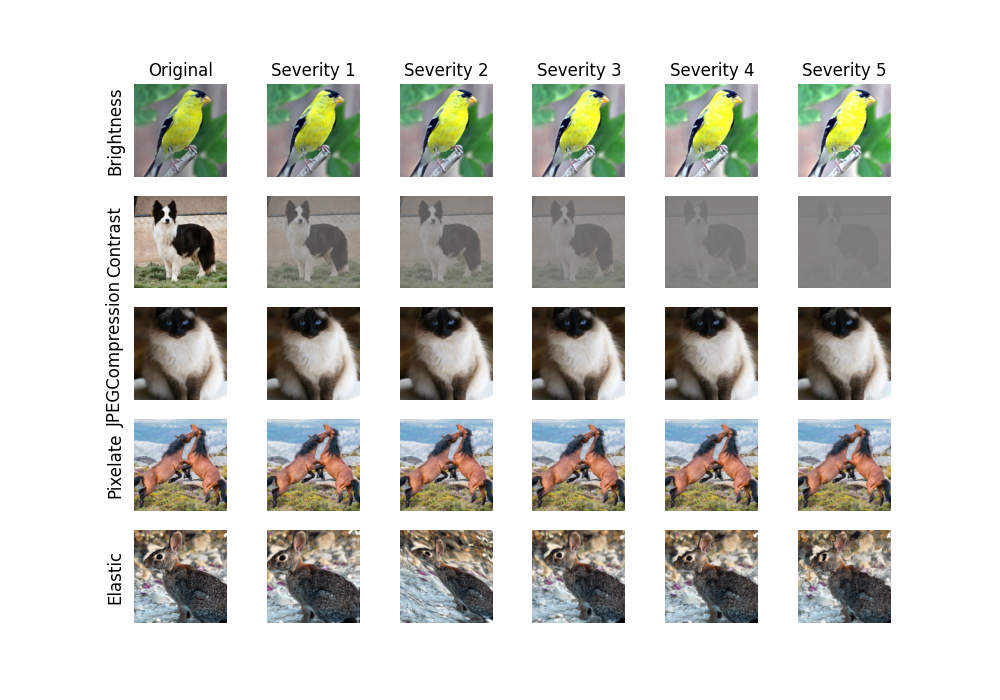 Original Severity 1 Severity 2 Severity 3 Severity 4 Severity 5
Brightness
Contrast
JPEGCompression
Pixelate
Elastic